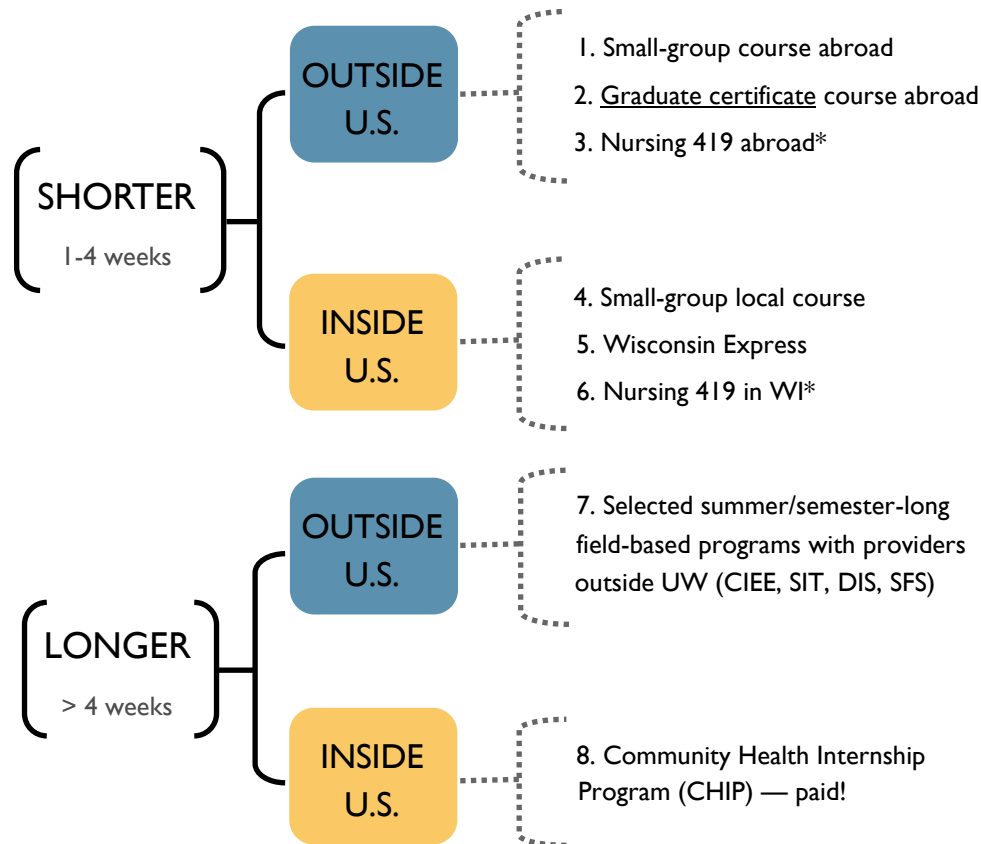 SHORTER
1-4 weeks
OUTSIDE
U.S.
1. Small-group course abroad
2. Graduate certificate course abroad
3. Nursing 419 abroad*
INSIDE
U.S.
4. Small-group local course
5. Wisconsin Express
6. Nursing 419 in WI*
LONGER
> 4 weeks
OUTSIDE
U.S.
7. Selected summer/semester-long
field-based programs with providers
outside UW (CIEE, SIT, DIS, SFS)
INSIDE
U.S.
8. Community Health Internship
Program (CHIP) — paid!